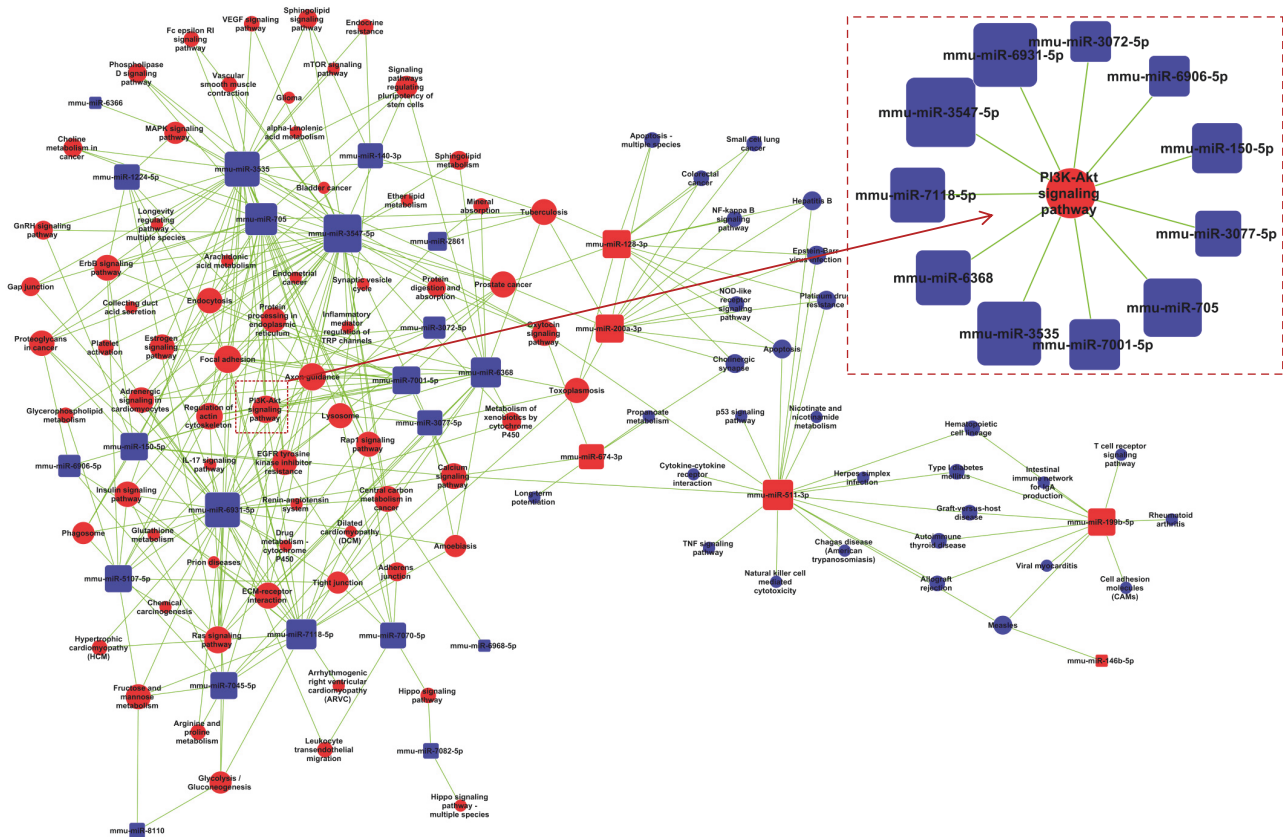 VEGF signaling
pathway
Sphingolipid signaling
pathway
Endocrine
resistance
Fc epsilon RI
signaling
pathway
Phospholipase
D signaling
pathway
Vascular
smooth muscle
contraction
mTOR signaling
pathway
Signaling
pathways
regulating
pluripotency of
stem cells
Glioma
mmu-miR-6366
alpha-Linolenic
acid metabolism
MAPK signaling
pathway
Choline
metabolism in
cancer
mmu-miR-140-3p
Sphingolipid
metabolism
mmu-miR-3535
mmu-miR-1224-5p
Bladder cancer
Ether lipid
metabolism
Mineral
absorption
Tuberculosis
Longevity
regulating
pathway -
multiple species
mmu-miR-705
mmu-miR-3547-5p
mmu-miR-2861
GnRH signaling
pathway
ErbB signaling
pathway
Arachidonic
acid metabolism
Gap junction
Endometrial
cancer
Synaptic vesicle
cycle
Protein
digestion and
absorption
Prostate cancer
Collecting duct
acid secretion
Endocytosis
Protein
processing in
endoplasmic
reticulum
Inflammatory
mediator
regulation of
TRP channels
mmu-miR-3072-5p
Oxytocin
signaling
pathway
Proteoglycans
in cancer
Platelet
activation
Estrogen
signaling
pathway
Focal adhesion
Axon guidance
mmu-miR-7001-5p
mmu-miR-6368
Toxoplasmosis
Adrenergic
signaling in
cardiomyocytes
PI3K-Akt
signaling
pathway
Glycerophospholipid
metabolism
Regulation of
actin
cytoskeleton
Lysosome
mmu-miR-3077-5p
Metabolism of
xenobiotics by
cytochrome
P450
mmu-miR-150-5p
Rap1 signaling
pathway
mmu-miR-6906-5p
IL-17 signaling
pathway
EGFR tyrosine
kinase inhibitor
resistance
Calcium
signaling
pathway
mmu-miR-674-3p
Insulin signaling
pathway
Renin-angiotensin
system
Central carbon
metabolism in
cancer
mmu-miR-6931-5p
Phagosome
Glutathione
metabolism
Drug
metabolism -
cytochrome
P450
Dilated
cardiomyopathy
(DCM)
Amoebiasis
Prion diseases
Adherens
junction
mmu-miR-5107-5p
Tight junction
ECM-receptor
interaction
Chemical
carcinogenesis
Hypertrophic
cardiomyopathy
(HCM)
Ras signaling
pathway
mmu-miR-7118-5p
mmu-miR-7070-5p
mmu-miR-6968-5p
Fructose and
mannose
metabolism
mmu-miR-7045-5p
Arrhythmogenic
right ventricular
cardiomyopathy
(ARVC)
Hippo signaling
pathway
Arginine and
proline
metabolism
Leukocyte
transendothelial
migration
mmu-miR-7082-5p
Glycolysis /
Gluconeogenesis
Hippo signaling
pathway -
multiple species
mmu-miR-8110
Apoptosis -
multiple species
Small cell lung
cancer
Colorectal
cancer
Hepatitis B
NF-kappa B
signaling
pathway
mmu-miR-128-3p
Epstein-Barr
virus infection
NOD-like
receptor
signaling
pathway
Platinum drug
resistance
mmu-miR-200a-3p
Apoptosis
Cholinergic
synapse
Propanoate
metabolism
p53 signaling
pathway
Nicotinate and
nicotinamide
metabolism
Hematopoietic
cell lineage
T cell receptor
signaling
pathway
Cytokine-cytokine
receptor
interaction
Herpes simplex
infection
Type I diabetes
mellitus
Intestinal
immune network
for IgA
production
Long-term
potentiation
mmu-miR-511-3p
Graft-versus-host
disease
mmu-miR-199b-5p
Rheumatoid
arthritis
TNF signaling
pathway
Chagas disease
(American
trypanosomiasis)
Autoimmune
thyroid disease
Viral myocarditis
Natural killer cell
mediated
cytotoxicity
Allograft
rejection
Cell adhesion
molecules
(CAMs)
Measles
mmu-miR-146b-5p
mmu-miR-3072-5p
mmu-miR-6931-5p
mmu-miR-6906-5p
mmu-miR-3547-5p
mmu-miR-150-5p
PI3K-Akt
signaling
pathway
mmu-miR-7118-5p
mmu-miR-3077-5p
mmu-miR-6368
mmu-miR-705
mmu-miR-3535
mmu-miR-7001-5p